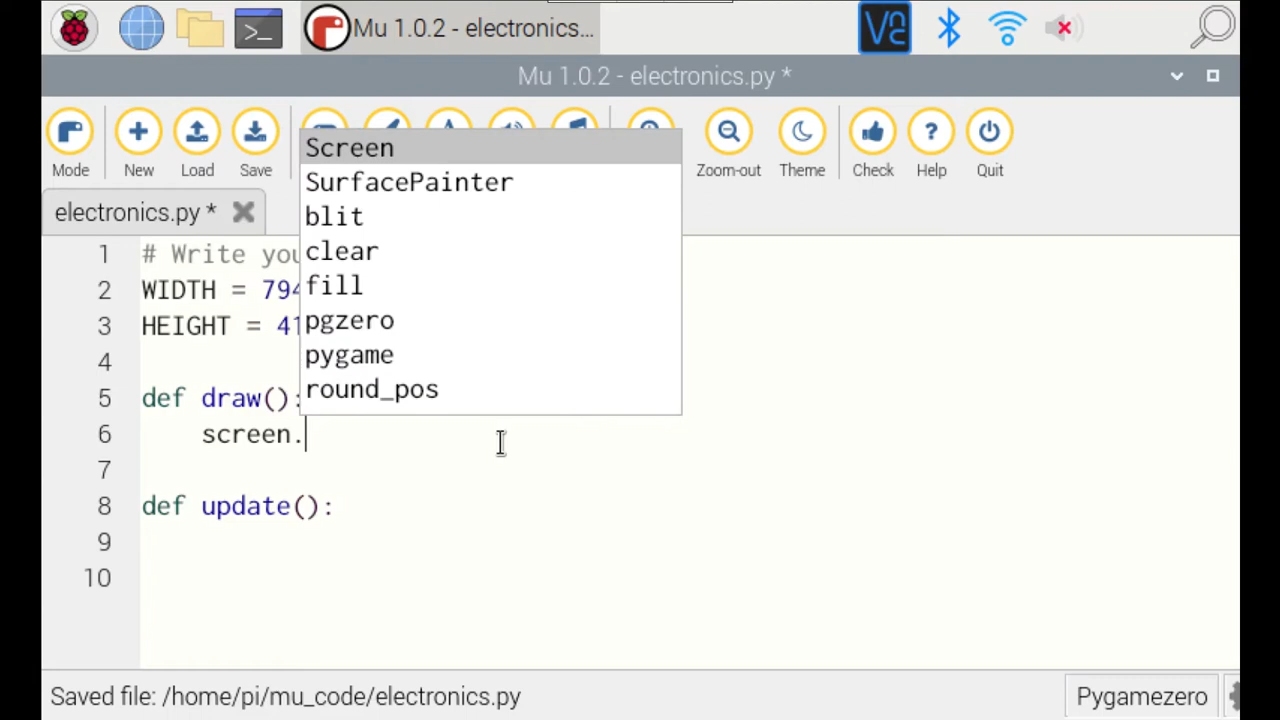 Mu 1.0.2 - electronics…
Mu 1.0.2 - electronics.py *
Mode
New
Load
Save
Zoom-out
Theme
Check
Help
Quit
electronics.py *
Screen
SurfacePainter
blit
clear
fill
pgzero
pygame
round_pos
1 # Write you
2 WIDTH = 794
3 HEIGHT = 41
4
5 def draw():
6 screen.
7
8 def update():
9
10
Saved file: /home/pi/mu_code/electronics.py
Pygamezero